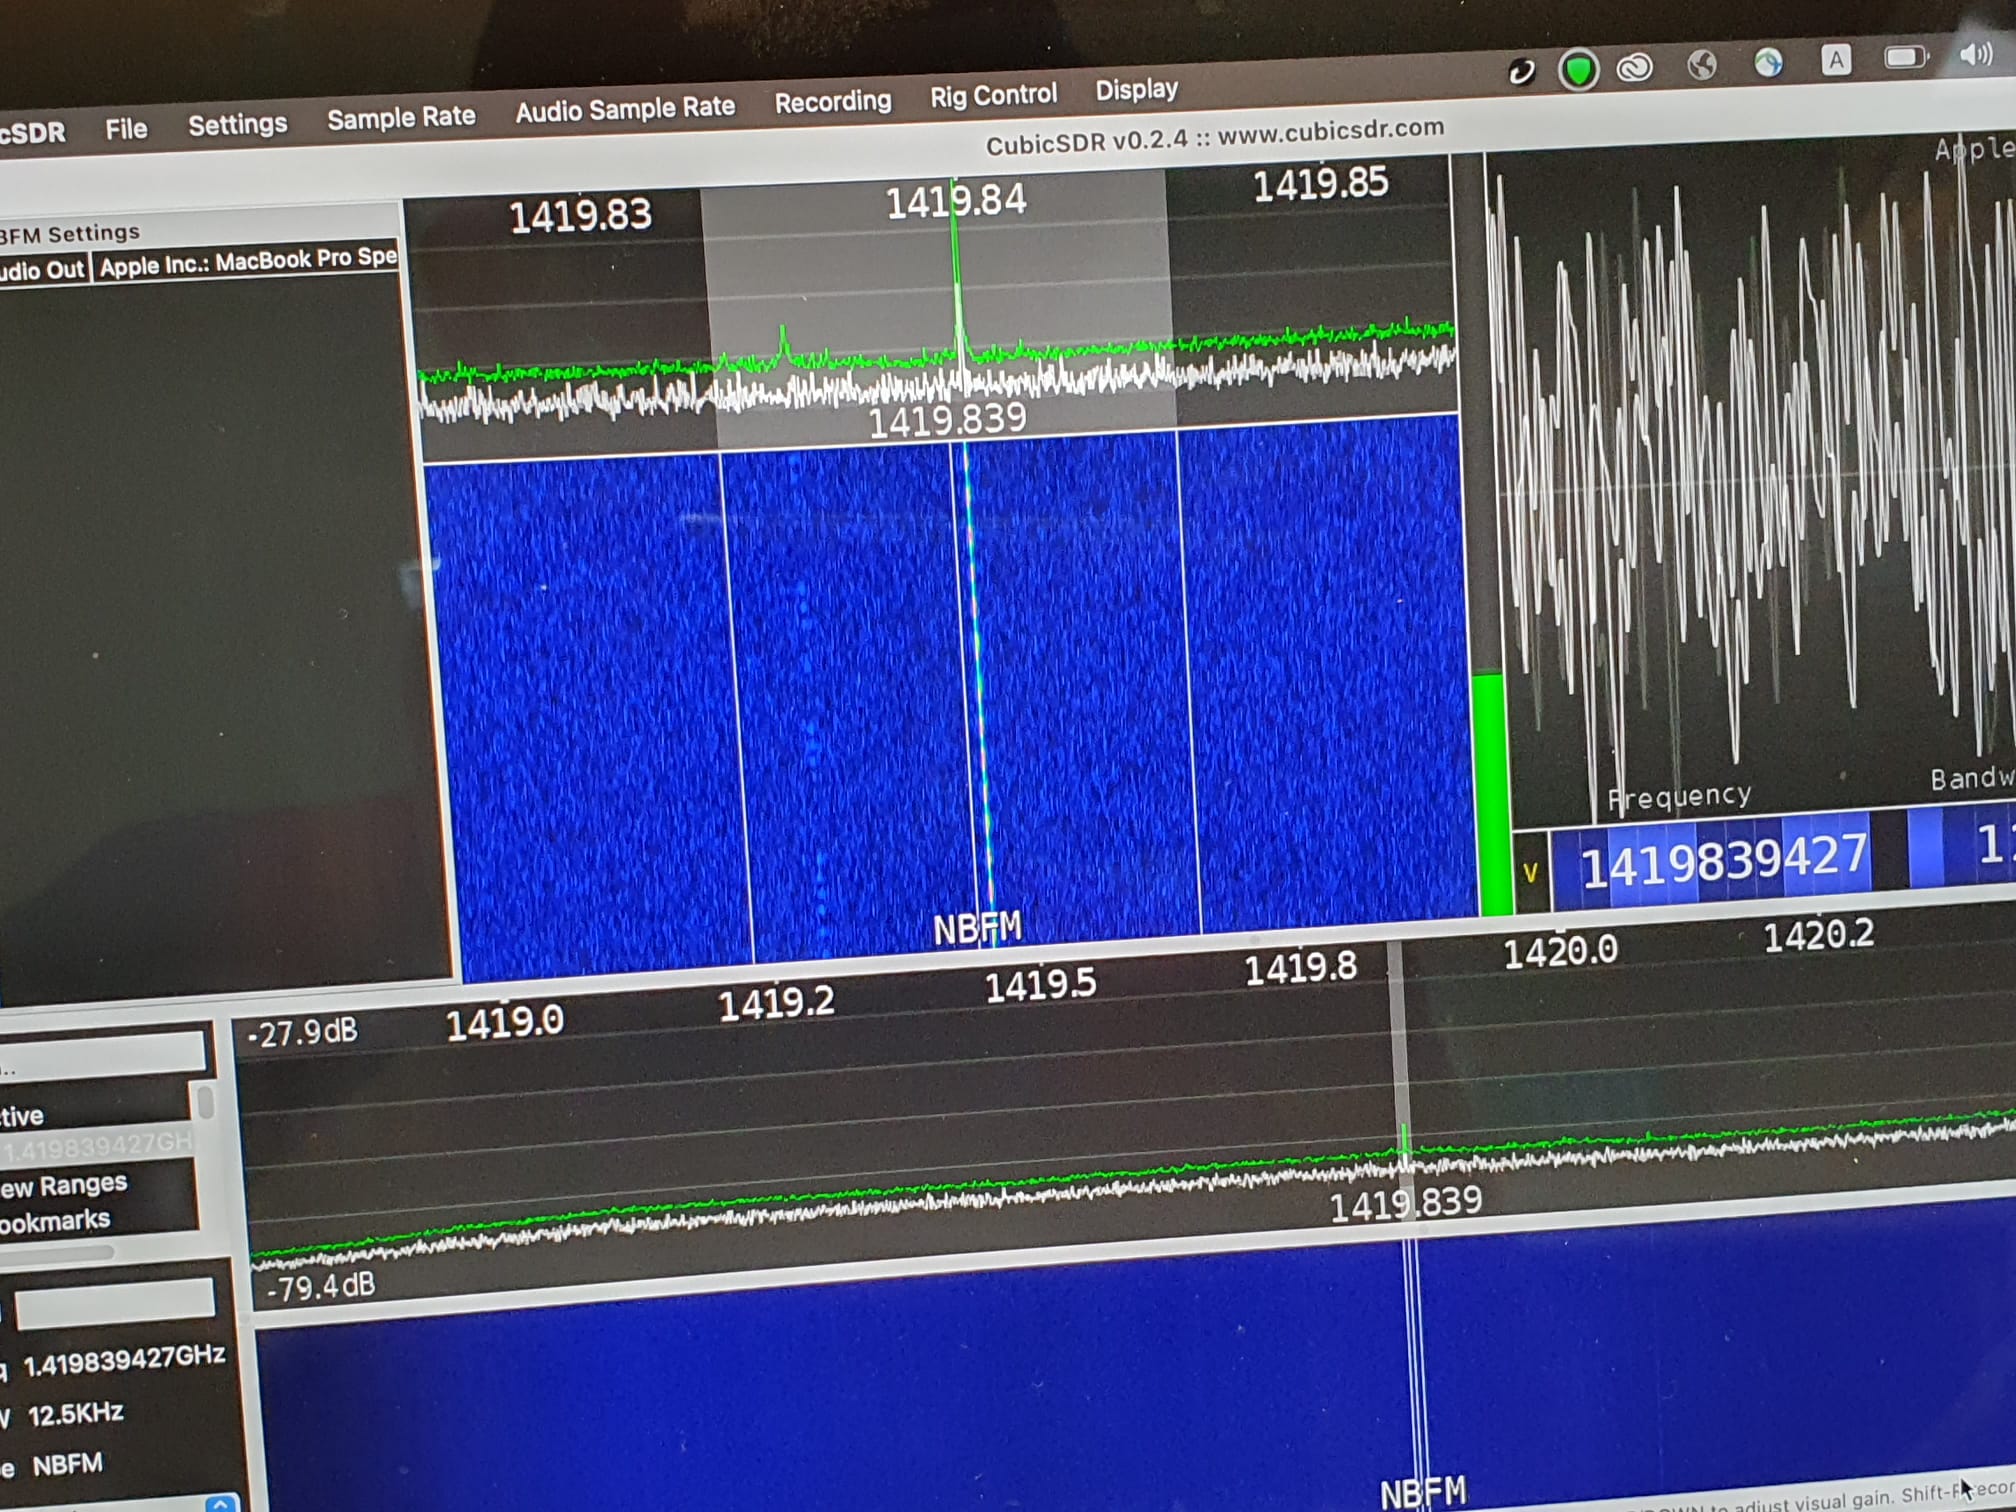 cSDR File Settings Sample Rate Audio Sample Rate Recording Rig Control Display A
CubicSDR v0.2.4 :: www.cubicsdr.com
BFM Settings
udio Out Apple Inc.: MacBook Pro Spe
1419.83 1419.84 1419.85
Apple
1419.839
NBFM
Frequency Bandw
V 1419839427 1
-27.9dB 1419.0 1419.2 1419.5 1419.8 1420.0 1420.2
..
tive
1.419839427GH
ew Ranges
ookmarks
1419.839
-79.4dB
q 1.419839427GHz
W 12.5KHz
e NBFM
NBFM
DOWN to adjust visual gain. Shift-R
recor